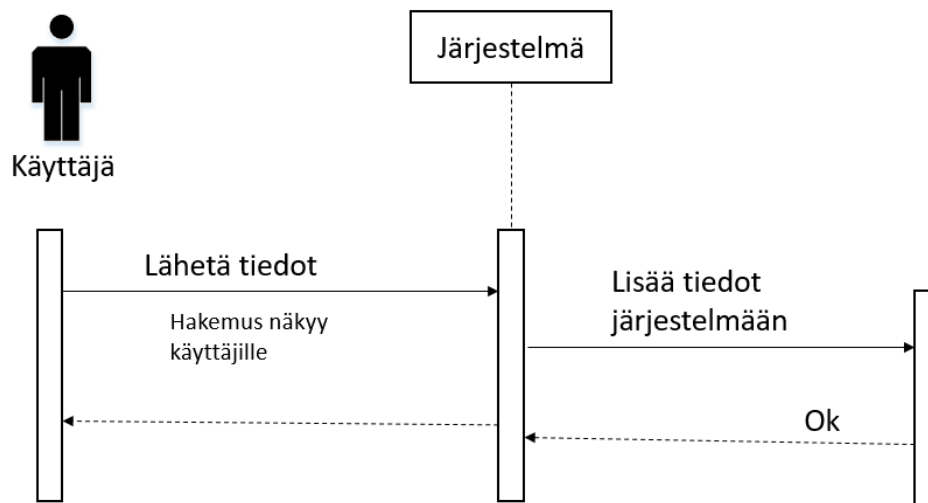 Järjestelmä
Käyttäjä
Lähetä tiedot
Hakemus näkyy
käyttäjille
Lisää tiedot
järjestelmään
Ok